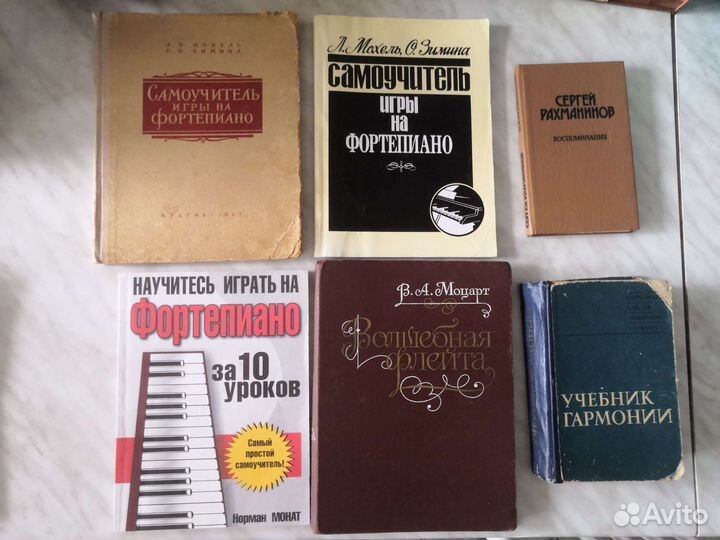 Л. Мохель, О. Зимина
САМОУЧИТЕЛЬ
ИГРЫ
НА
ФОРТЕПИАНО
О. П. ЗИМИНА
САМОУЧИТЕЛЬ
ИГРЫ НА
ФОРТЕПИАНО
СЕРГЕЙ
РАХМАНИНОВ
ВОСПОМИНАНИЯ
НАУЧИТЕСЬ ИГРАТЬ НА
Фортепиано
за 10
уроков
Самый
простой
самоучитель!
Норман МОНАТ
В. А. Моцарт
Волшебная
флейта
УЧЕБНИК
ГАРМОНИИ
Avito